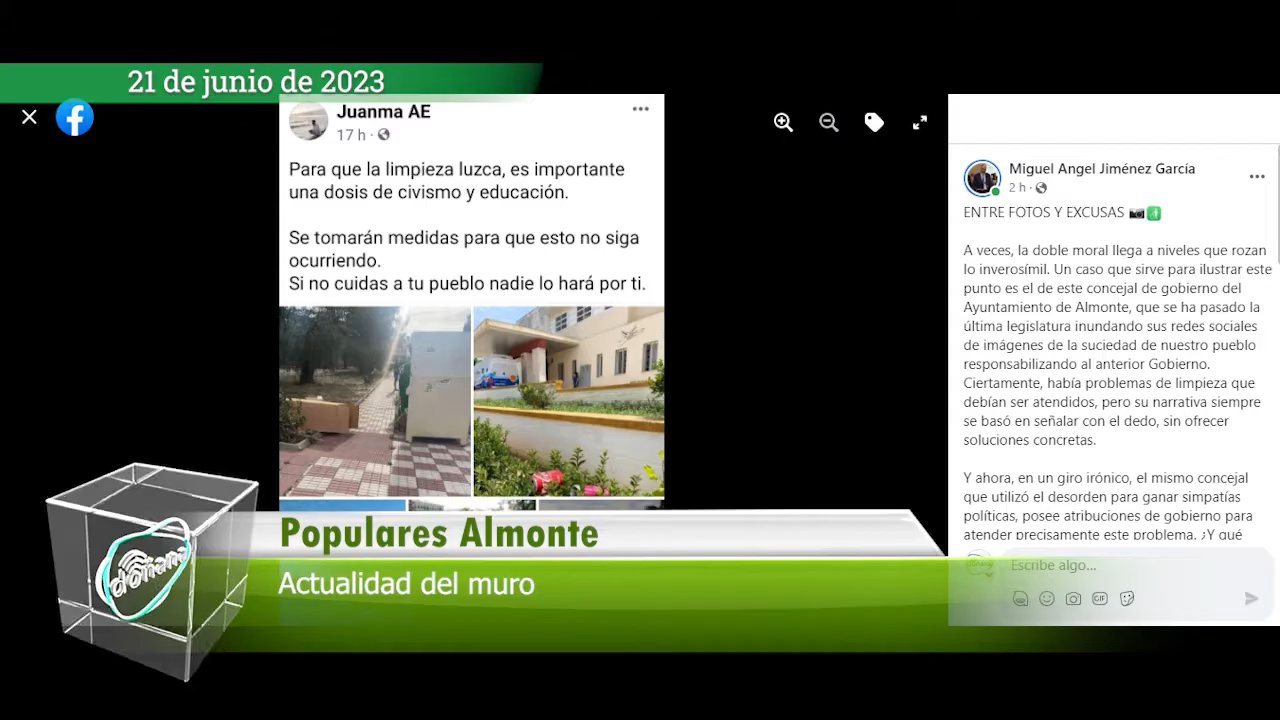 21 de junio de 2023
Juanma AE
17 h ·
Para que la limpieza luzca, es importante
una dosis de civismo y educación.
Se tomarán medidas para que esto no siga
ocurriendo.
Si no cuidas a tu pueblo nadie lo hará por ti.
Miguel Angel Jiménez García
2 h ·
ENTRE FOTOS Y EXCUSAS
A veces, la doble moral llega a niveles que rozan
lo inverosímil. Un caso que sirve para ilustrar este
punto es el de este concejal de gobierno del
Ayuntamiento de Almonte, que se ha pasado la
última legislatura inundando sus redes sociales
de imágenes de la suciedad de nuestro pueblo
responsabilizando al anterior Gobierno.
Ciertamente, había problemas de limpieza que
debían ser atendidos, pero su narrativa siempre
se basó en señalar con el dedo, sin ofrecer
soluciones concretas.
Y ahora, en un giro irónico, el mismo concejal
que utilizó el desorden para ganar simpatías
políticas, posee atribuciones de gobierno para
atender precisamente este problema. ¿Y qué
Escribe algo...
GIF
doñana
Populares Almonte
Actualidad del muro